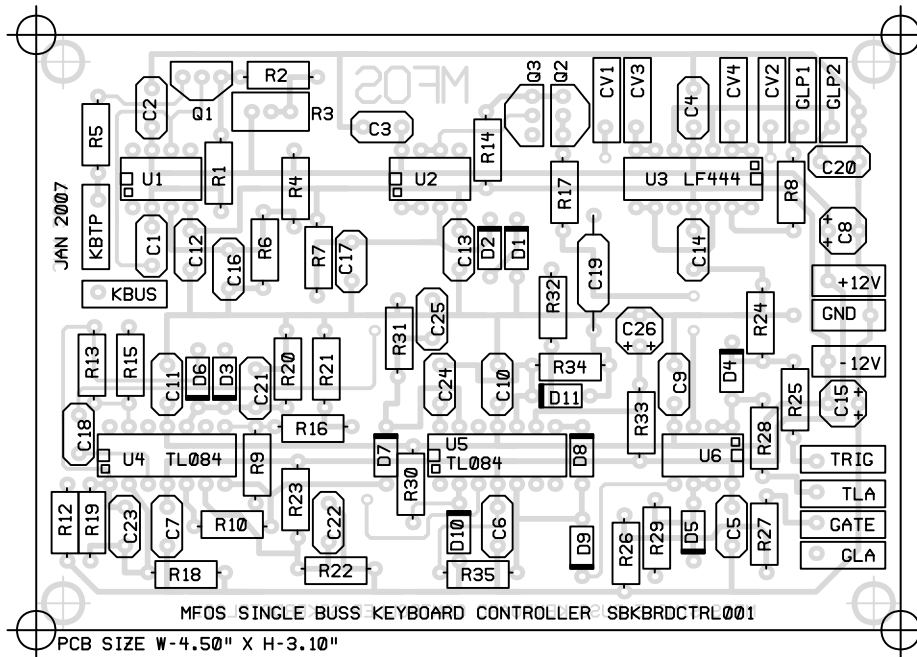 MFOS
C2
Q1
R2
R3
C3
R14
Q3
Q2
CV1
CV3
C4
CV4
CV2
GLP1
GLP2
R5
U1
R1
R4
U2
R17
U3 LF444
R8
C20
JAN 2007
KBTP
C1
C12
C16
R6
R7
C17
C13
D2
D1
C19
C14
C8
+
+
KBUS
+12V
GND
-12V
R32
C26
+ +
R24
R31
C25
R13
R15
C11
D6
D3
C21
R20
R21
C24
C10
R34
D11
R33
C9
D4
R25
C15
+
+
C18
R16
U4 TL084
R9
D7
R30
U5
TL084
D8
U6
R28
TRIG
TLA
GATE
GLA
R12
R19
C23
C7
R10
R23
C22
D10
C6
D9
R26
R29
D5
C5
R27
R18
R22
R35
MFOS SINGLE BUSS KEYBOARD CONTROLLER SBKBRDCTRL001
PCB SIZE W-4.50" X H-3.10"